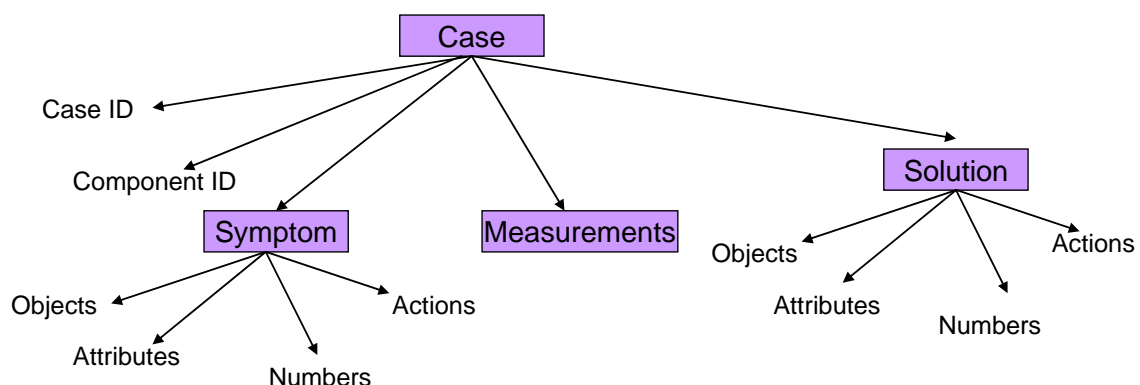 Case
Case ID
Component ID
Symptom
Measurements
Solution
Objects
Attributes
Numbers
Actions
Objects
Attributes
Numbers
Actions